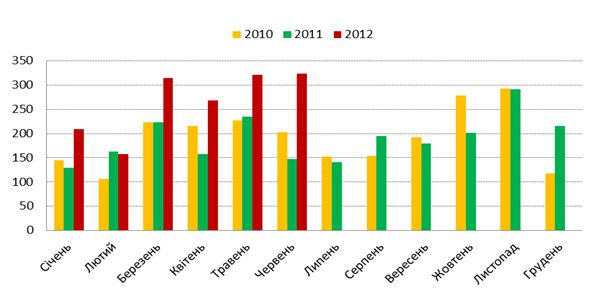 2010 2011 2012
350
300
250
200
150
100
50
0
Січень
Лютий
Березень
Квітень
Травень
Червень
Липень
Серпень
Вересень
Жовтень
Листопад
Грудень